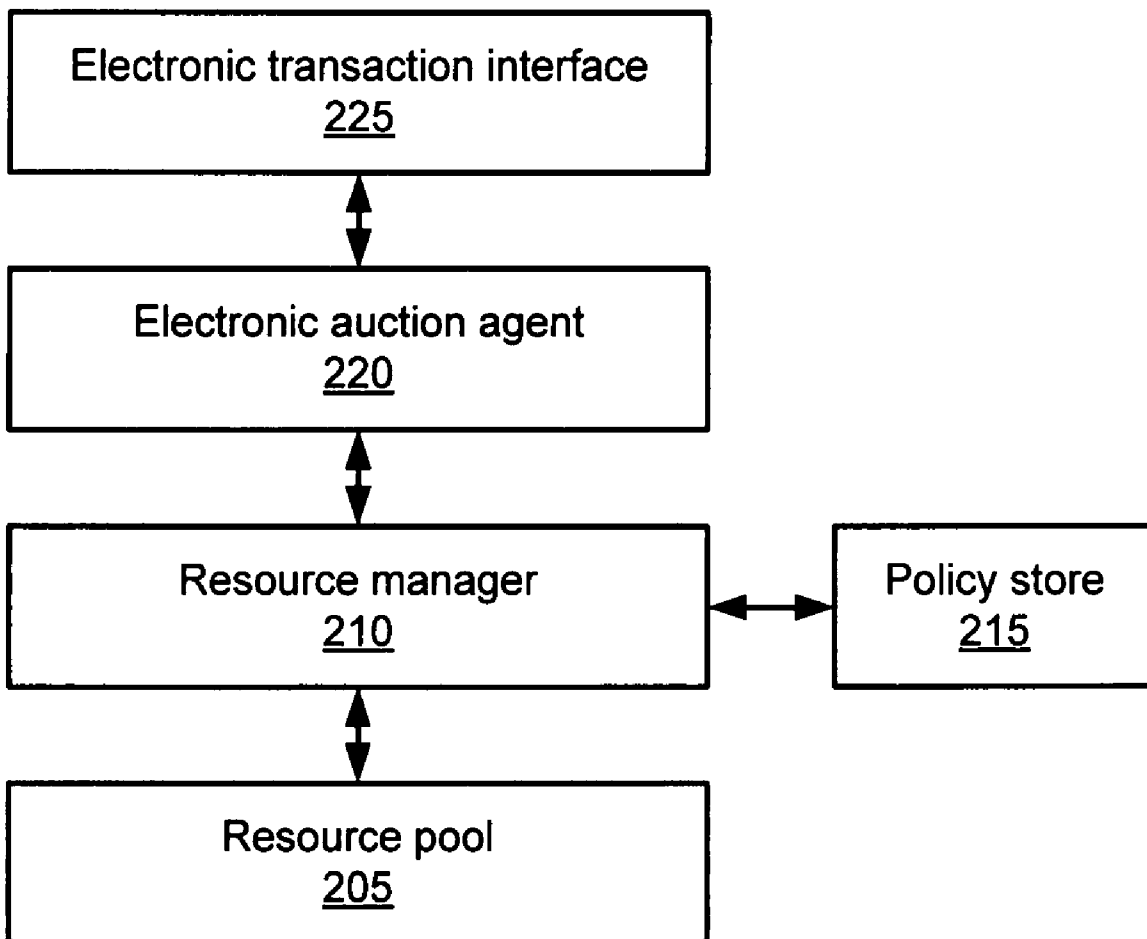 Electronic transaction interface
225
Electronic auction agent
220
Resource manager
210
Policy store
215
Resource pool
205